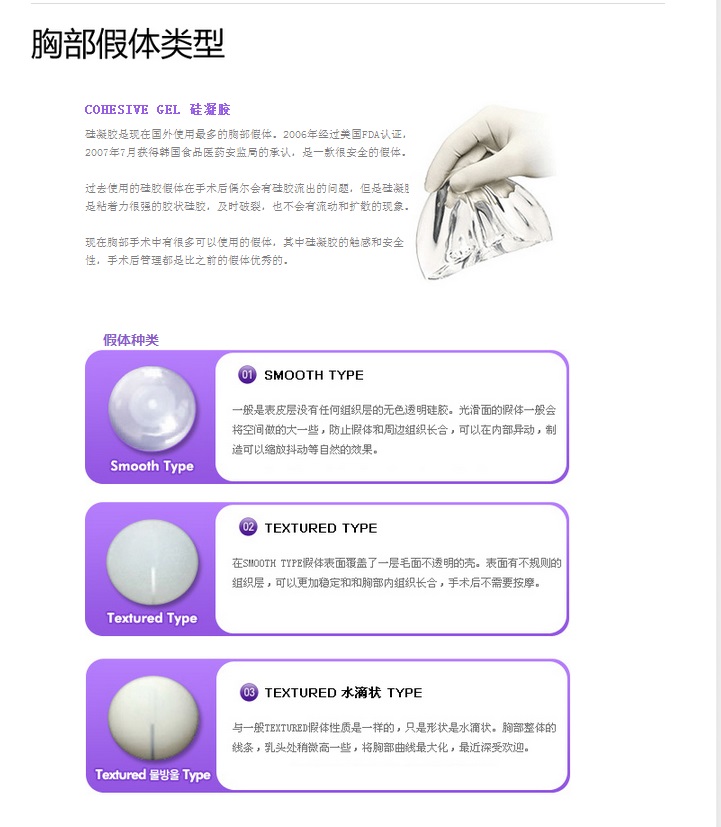 胸部假体类型
COHESIVE GEL 硅凝胶
硅凝胶是现在国外使用最多的胸部假体。2006年经过美国FDA认证，
2007年7月获得韩国食品医药安监局的承认，是一款很安全的假体。
过去使用的硅胶假体在手术后偶尔会有硅胶流出的问题，但是硅凝胶
是粘着力很强的胶状硅胶，及时破裂，也不会有流动和扩散的现象。
现在胸部手术中有很多可以使用的假体，其中硅凝胶的触感和安全
性，手术后管理都是比之前的假体优秀的。
假体种类
01 SMOOTH TYPE
一般是表皮层没有任何组织层的无色透明硅胶。光滑面的假体一般会
将空间做的大一些，防止假体和周边组织长合，可以在内部异动，制
造可以缩放抖动等自然的效果。
Smooth Type
02 TEXTURED TYPE
在SMOOTH TYPE假体表面覆盖了一层毛面不透明的壳。表面有不规则的
组织层，可以更加稳定和和胸部内组织长合，手术后不需要按摩。
Textured Type
03 TEXTURED 水滴状 TYPE
与一般TEXTURED假体性质是一样的，只是形状是水滴状。胸部整体的
线条，乳头处稍微高一些，将胸部曲线最大化，最近深受欢迎。
Textured 물방울 Type